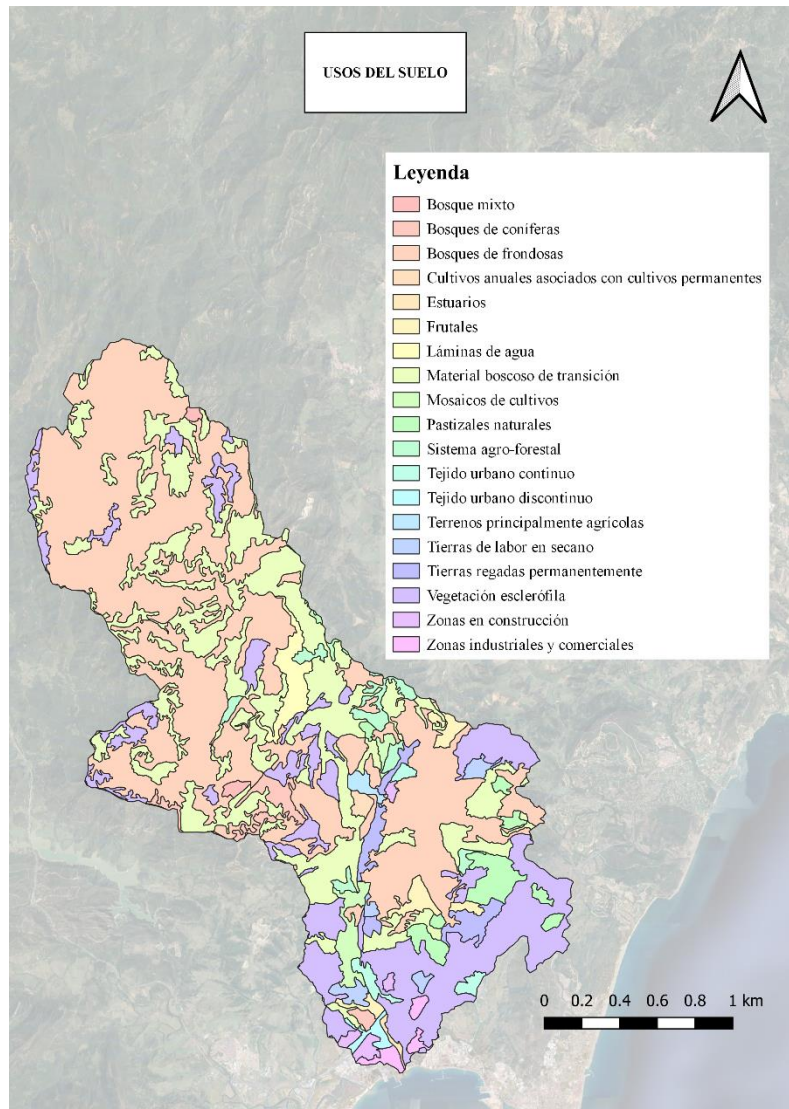 USOS DEL SUELO
Leyenda
Bosque mixto
Bosques de coníferas
Bosques de frondosas
Cultivos anuales asociados con cultivos permanentes
Estuarios
Frutales
Láminas de agua
Material boscoso de transición
Mosaicos de cultivos
Pastizales naturales
Sistema agro-forestal
Tejido urbano continuo
Tejido urbano discontinuo
Terrenos principalmente agrícolas
Tierras de labor en secano
Tierras regadas permanentemente
Vegetación esclerófila
Zonas en construcción
Zonas industriales y comerciales
0 0.2 0.4 0.6 0.8 1 km